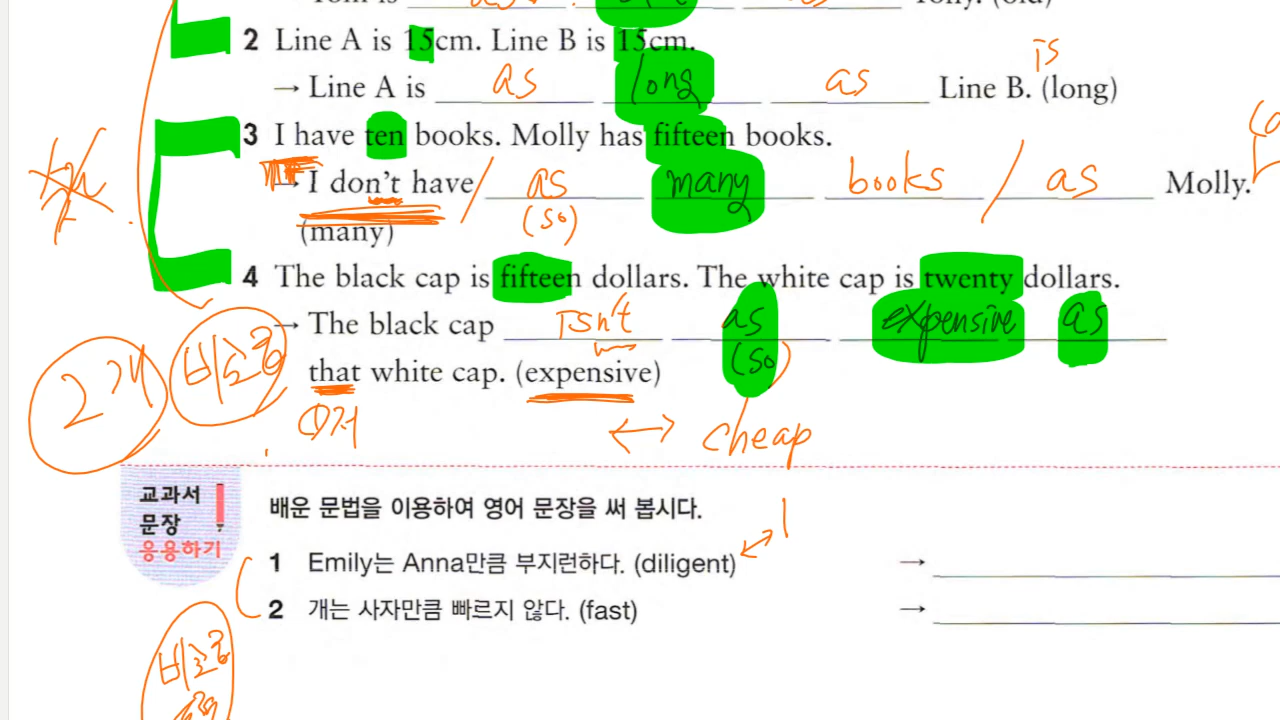 2 Line A is 15cm. Line B is 15cm.
is
→ Line A is as long as Line B. (long)
3 I have ten books. Molly has fifteen books.
→ I don't have / as many books / as Molly.
(so)
(many)
4 The black cap is fifteen dollars. The white cap is twenty dollars.
→ The black cap isn't as expensive as
(so)
that white cap. (expensive)
2개 비교급
↔ cheap
교과서
문장
응용하기
배운 문법을 이용하여 영어 문장을 써 봅시다.
1 Emily는 Anna만큼 부지런하다. (diligent) ↔ l →
2 개는 사자만큼 빠르지 않다. (fast) →